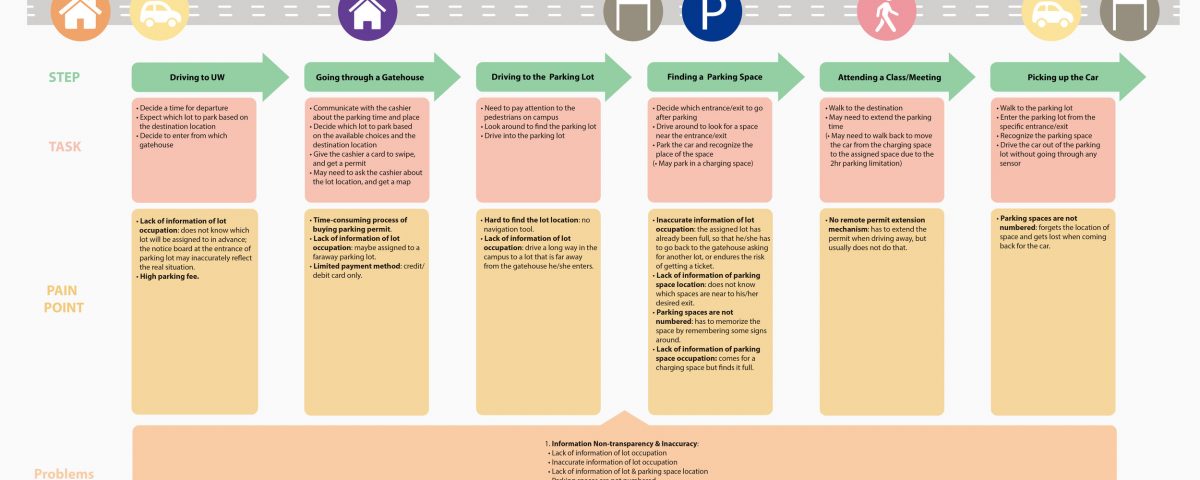 P
STEP
Driving to UW
Going through a Gatehouse
Driving to the Parking Lot
Finding a Parking Space
Attending a Class/Meeting
Picking up the Car
TASK
• Decide a time for departure
• Expect which lot to park based on
the destination location
• Decide to enter from which
gatehouse
• Communicate with the cashier
about the parking time and place
• Decide which lot to park based
on the available choices and the
destination location
• Give the cashier a card to swipe,
and get a permit
• May need to ask the cashier about
the lot location, and get a map
• Need to pay attention to the
pedestrians on campus
• Look around to find the parking lot
• Drive into the parking lot
• Decide which entrance/exit to go
after parking
• Drive around to look for a space
near the entrance/exit
• Park the car and recognize the
place of the space
(• May park in a charging space)
• Walk to the destination
• May need to extend the parking
time
(• May need to walk back to move
the car from the charging space
to the assigned space due to the
2hr parking limitation)
• Walk to the parking lot
• Enter the parking lot from the
specific entrance/exit
• Recognize the parking space
• Drive the car out of the parking
lot without going through any
sensor
PAIN
POINT
• Lack of information of lot
occupation: does not know which
lot will be assigned to in advance;
the notice board at the entrance of
parking lot may inaccurately reflect
the real situation.
• High parking fee.
• Time-consuming process of
buying parking permit.
• Lack of information of lot
occupation: maybe assigned to a
faraway parking lot.
• Limited payment method: credit/
debit card only.
• Hard to find the lot location: no
navigation tool.
• Lack of information of lot
occupation: drive a long way in the
campus to a lot that is far away
from the gatehouse he/she enters.
• Inaccurate information of lot
occupation: the assigned lot has
already been full, so that he/she has
to go back to the gatehouse asking
for another lot, or endures the risk
of getting a ticket.
• Lack of information of parking
space location: does not know
which spaces are near to his/her
desired exit.
• Parking spaces are not
numbered: has to memorize the
space by remembering some signs
around.
• Lack of information of parking
space occupation: comes for a
charging space but finds it full.
• No remote permit extension
mechanism: has to extend the
permit when driving away, but
usually does not do that.
• Parking spaces are not
numbered: forgets the location of
space and gets lost when coming
back for the car.
Problems
1. Information Non-transparency & Inaccuracy:
• Lack of information of lot occupation
• Inaccurate information of lot occupation
• Lack of information of lot & parking space location
• Parking spaces are not numbered